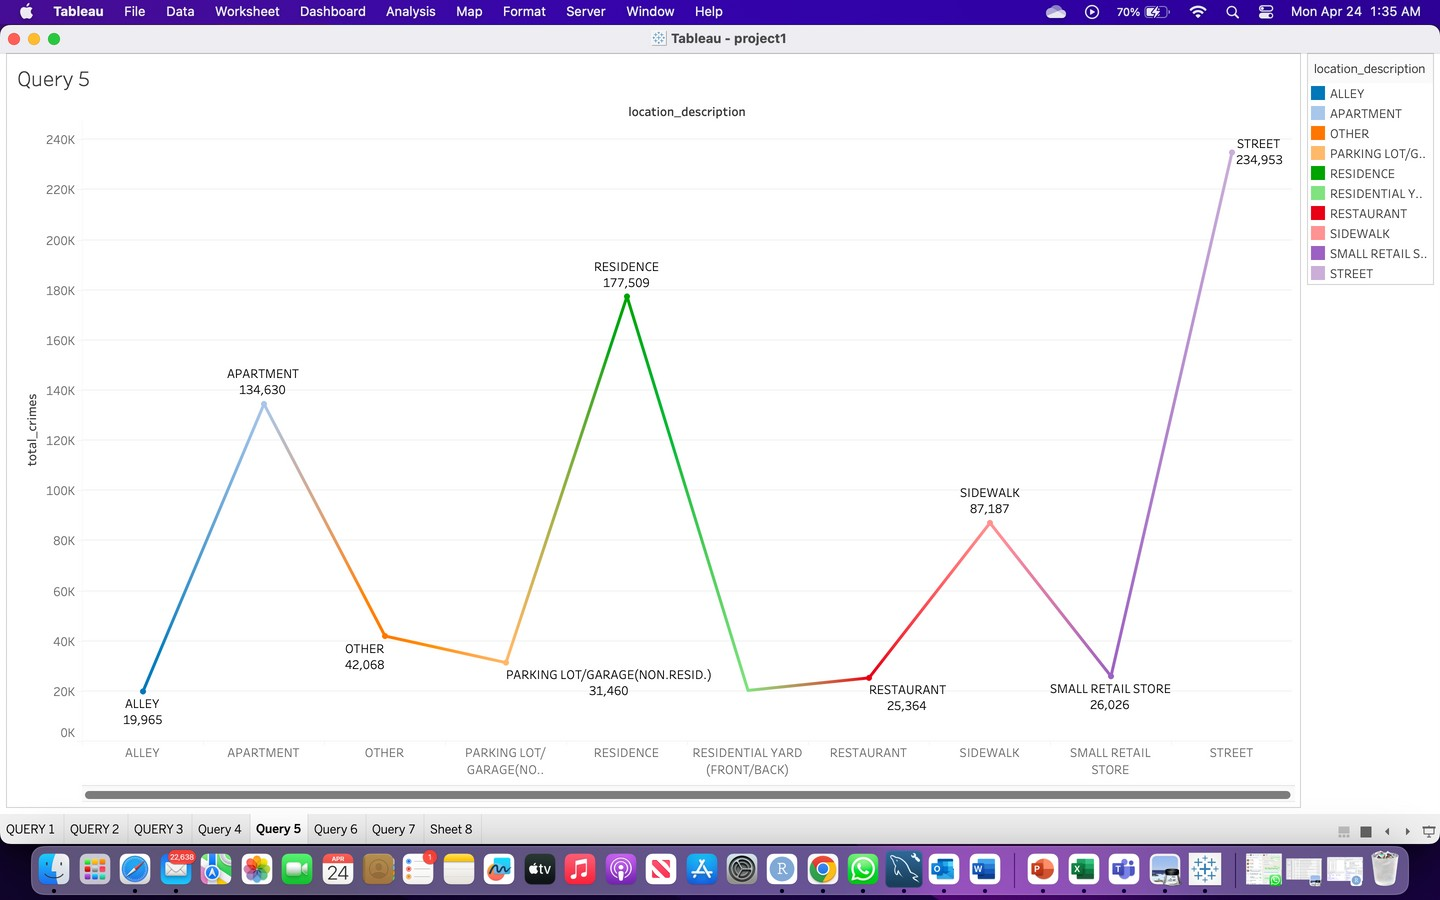 Tableau File Data Worksheet Dashboard Analysis Map Format Server Window Help 70% Mon Apr 24 1:35 AM
Tableau - project1
Query 5
location_description
location_description
ALLEY
APARTMENT
OTHER
PARKING LOT/G..
RESIDENCE
RESIDENTIAL Y..
RESTAURANT
SIDEWALK
SMALL RETAIL S..
STREET
total_crimes
240K
220K
200K
180K
160K
140K
120K
100K
80K
60K
40K
20K
0K
ALLEY
19,965
APARTMENT
134,630
OTHER
42,068
PARKING LOT/GARAGE(NON.RESID.)
31,460
RESIDENCE
177,509
RESTAURANT
25,364
SIDEWALK
87,187
SMALL RETAIL STORE
26,026
STREET
234,953
ALLEY
APARTMENT
OTHER
PARKING LOT/
GARAGE(NO..
RESIDENCE
RESIDENTIAL YARD
(FRONT/BACK)
RESTAURANT
SIDEWALK
SMALL RETAIL
STORE
STREET
QUERY 1 QUERY 2 QUERY 3 Query 4 Query 5 Query 6 Query 7 Sheet 8
22,638
APR
24
1
tv
R
W
P
X